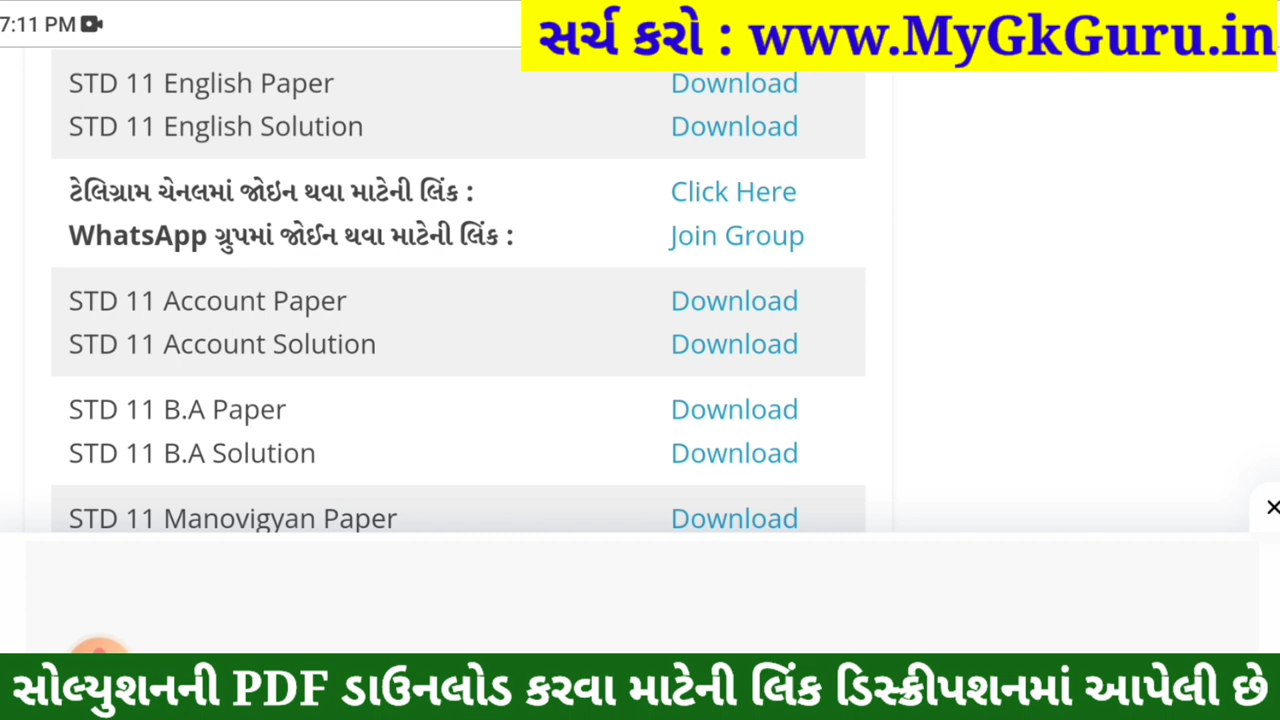 7:11 PM
સર્ચ કરો : www.MyGkGuru.in
STD 11 English Paper Download
STD 11 English Solution Download
ટેલિગ્રામ ચેનલમાં જોઇન થવા માટેની લિંક : Click Here
WhatsApp ગ્રુપમાં જોઈન થવા માટેની લિંક : Join Group
STD 11 Account Paper Download
STD 11 Account Solution Download
STD 11 B.A Paper Download
STD 11 B.A Solution Download
STD 11 Manovigyan Paper Download
સોલ્યુશનની PDF ડાઉનલોડ કરવા માટેની લિંક ડિસ્ક્રીપશનમાં આપેલી છે